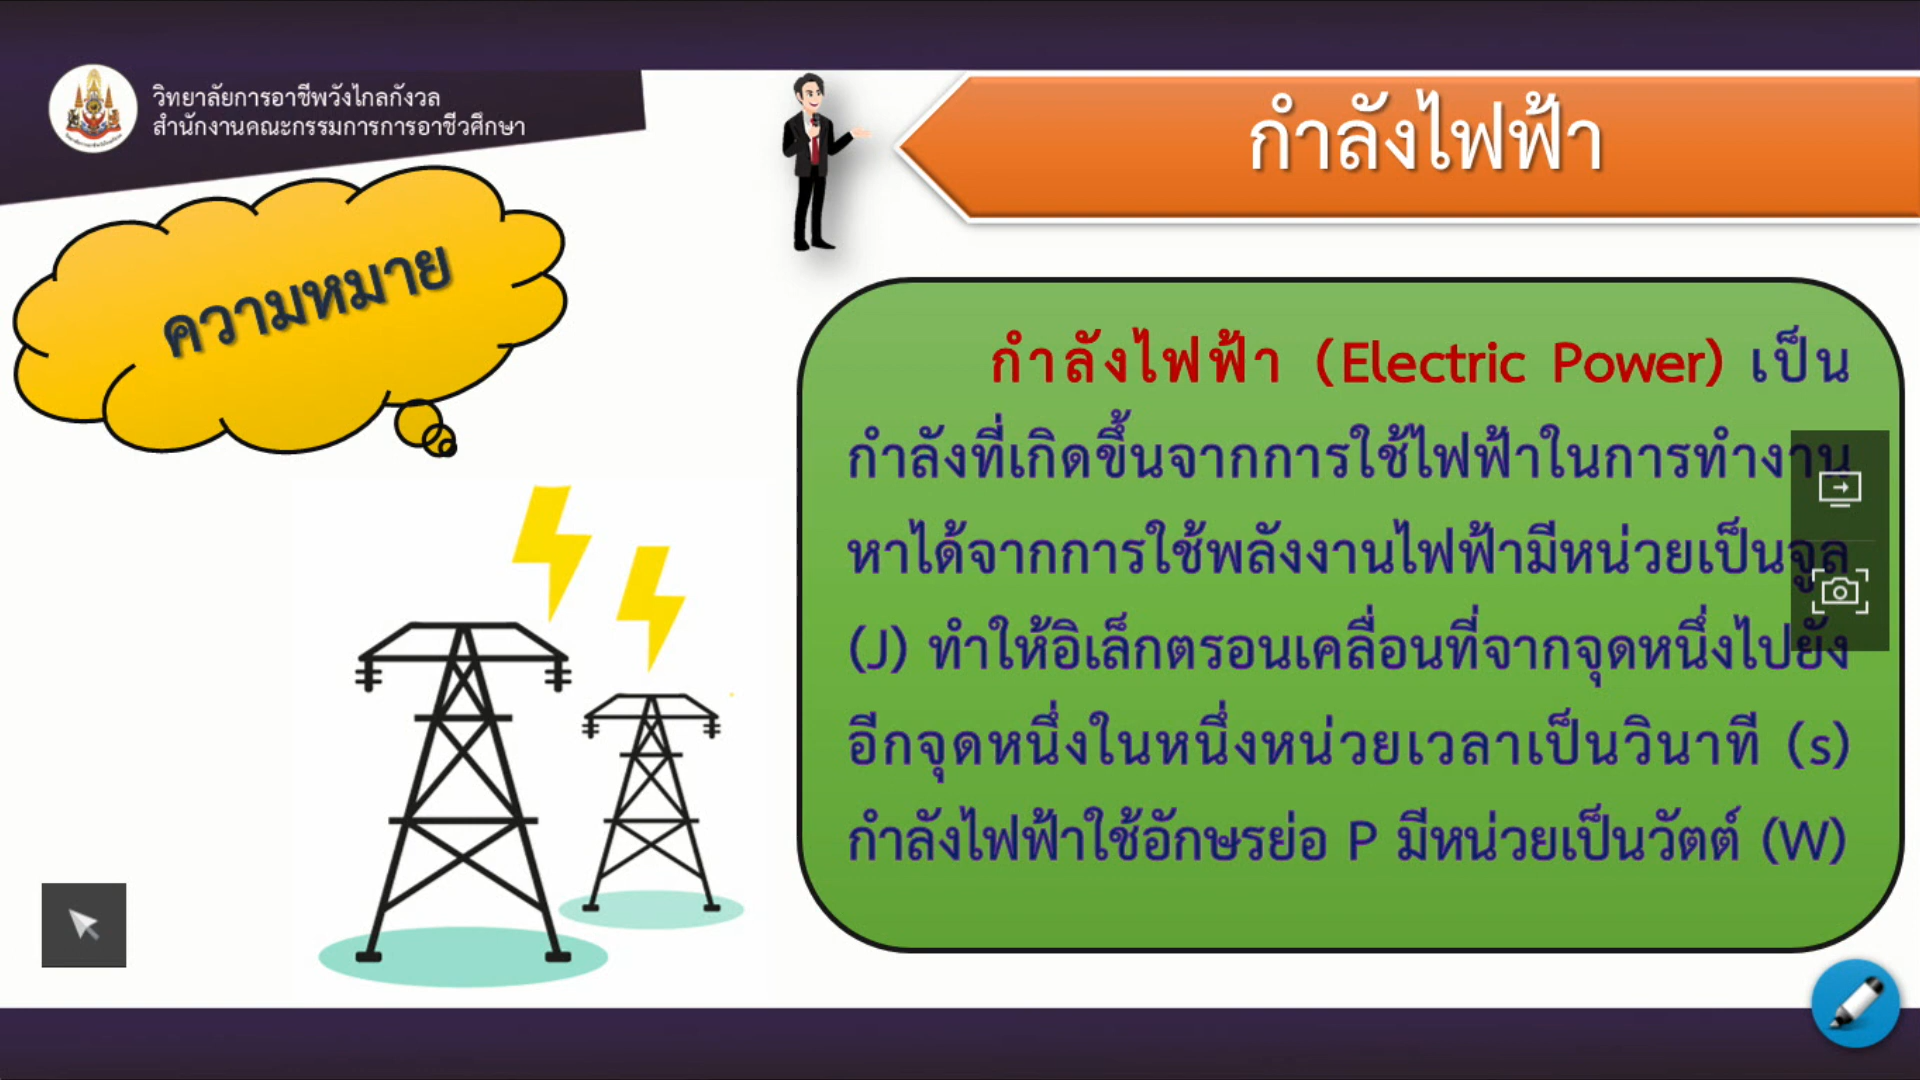 วิทยาลัยการอาชีพวังไกลกังวล
สำนักงานคณะกรรมการการอาชีวศึกษา
กำลังไฟฟ้า
ความหมาย
กำลังไฟฟ้า (Electric Power) เป็น
กำลังที่เกิดขึ้นจากการใช้ไฟฟ้าในการทำงาน
หาได้จากการใช้พลังงานไฟฟ้ามีหน่วยเป็นจูล
(J) ทำให้อิเล็กตรอนเคลื่อนที่จากจุดหนึ่งไปยัง
อีกจุดหนึ่งในหนึ่งหน่วยเวลาเป็นวินาที (s)
กำลังไฟฟ้าใช้อักษรย่อ P มีหน่วยเป็นวัตต์ (W)